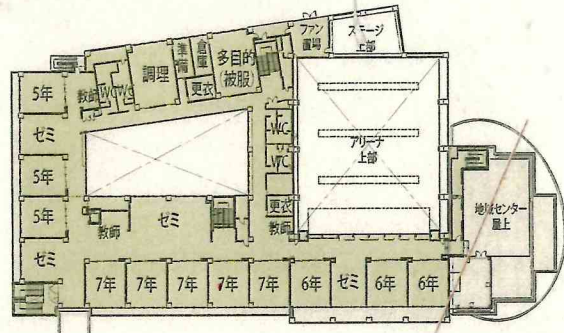 ファン
置場
ステージ
上部
準備
倉庫
多目的
(被服)
調理
更衣
教師
WC
WC
5年
ゼミ
5年
5年
ゼミ
WC
WC
アリーナ
上部
更衣
教師
地域センター
屋上
教師
ゼミ
7年
7年
7年
7年
7年
6年
ゼミ
6年
6年